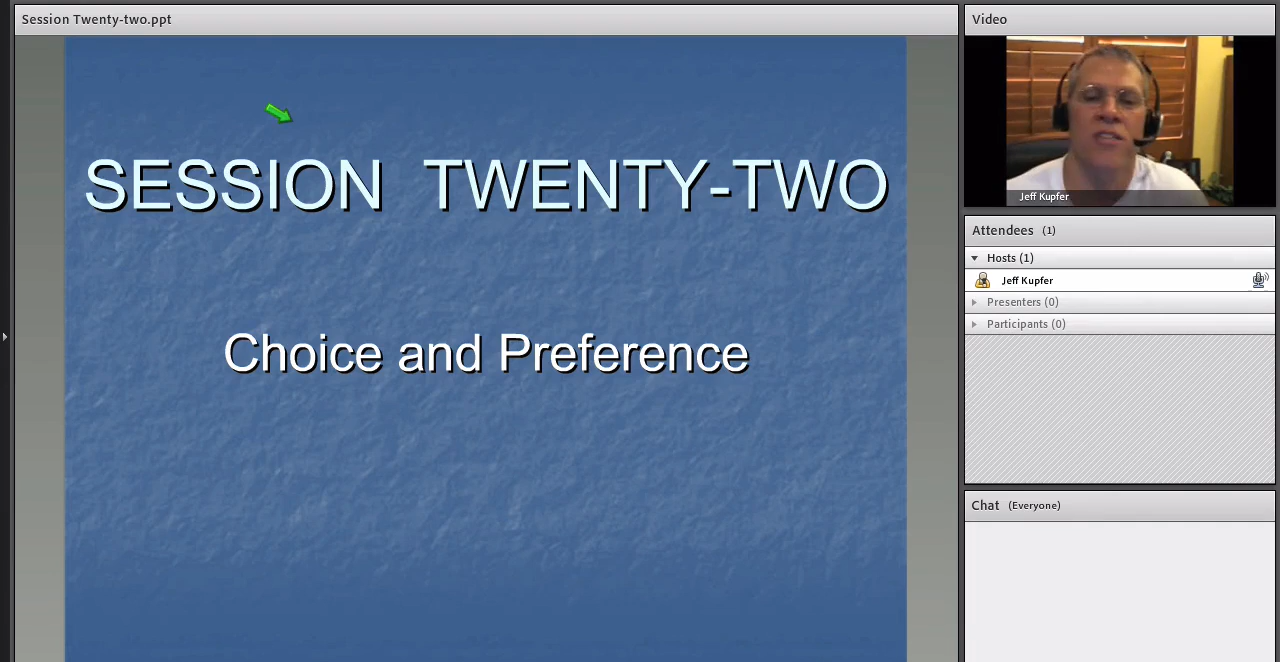 Session Twenty-two.ppt
SESSION TWENTY-TWO
Choice and Preference
Video
Jeff Kupfer
Attendees (1)
Hosts (1)
Jeff Kupfer
Presenters (0)
Participants (0)
Chat (Everyone)